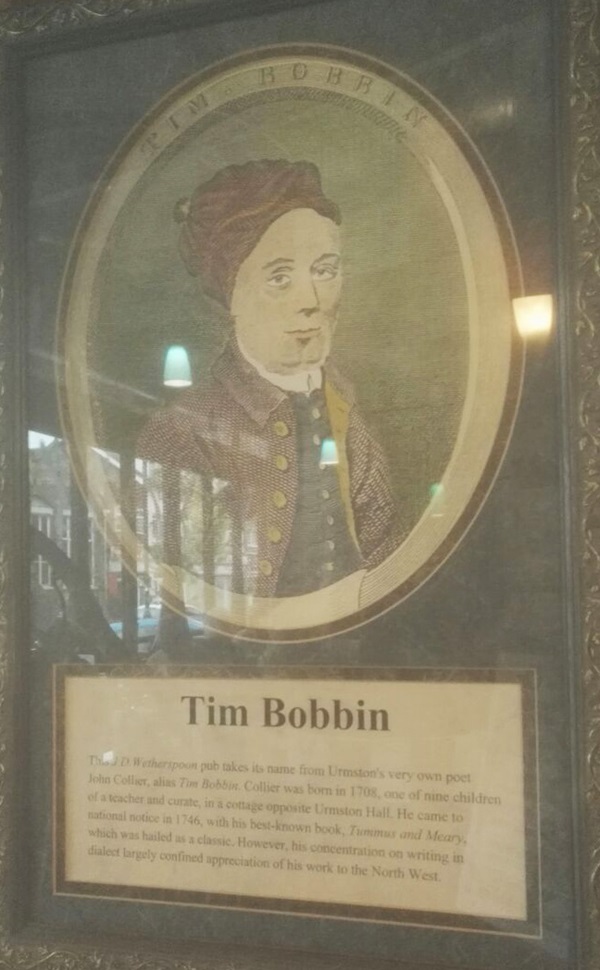 TIM BOBBIN
Tim Bobbin
This J D Wetherspoon pub takes its name from Urmston's very own poet
John Collier, alias Tim Bobbin. Collier was born in 1708, one of nine children
of a teacher and curate, in a cottage opposite Urmston Hall. He came to
national notice in 1746, with his best-known book, Tummus and Meary,
which was hailed as a classic. However, his concentration on writing in
dialect largely confined appreciation of his work to the North West.